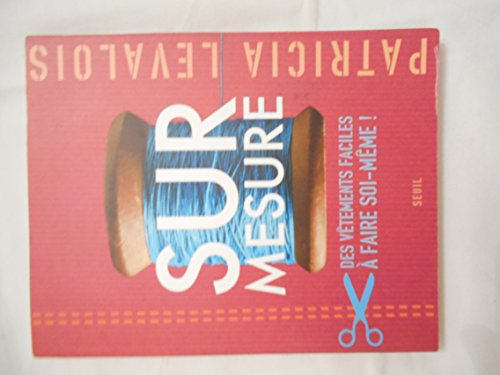 PATRICIA LEVALOIS
SUR
MESURE
DES VÊTEMENTS FACILES
À FAIRE SOI-MÊME !
SEUIL